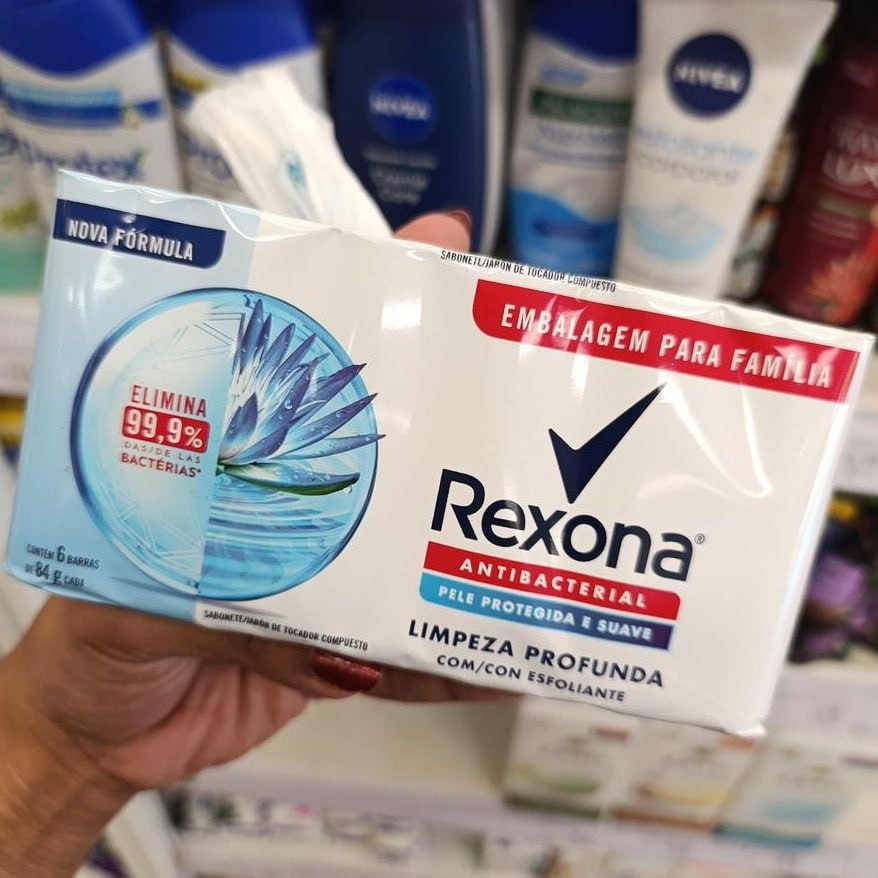 NIVEA
NIVEA
NOVA FÓRMULA
SABONETE/JABÓN DE TOCADOR COMPUESTO
EMBALAGEM PARA FAMÍLIA
ELIMINA
99,9%
DAS/DE LAS
BACTÉRIAS*
Rexona®
ANTIBACTERIAL
PELE PROTEGIDA E SUAVE
LIMPEZA PROFUNDA
COM/CON ESFOLIANTE
CONTÉM 6 BARRAS
DE 84 g CADA
SABONETE/JABÓN DE TOCADOR COMPUESTO